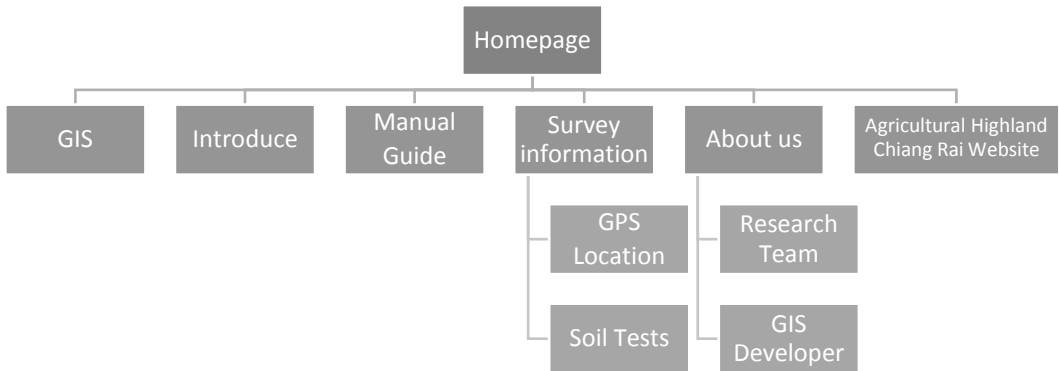 Homepage
GIS
Introduce
Manual
Guide
Survey
information
About us
Agricultural Highland
Chiang Rai Website
GPS
Location
Research
Team
Soil Tests
GIS
Developer